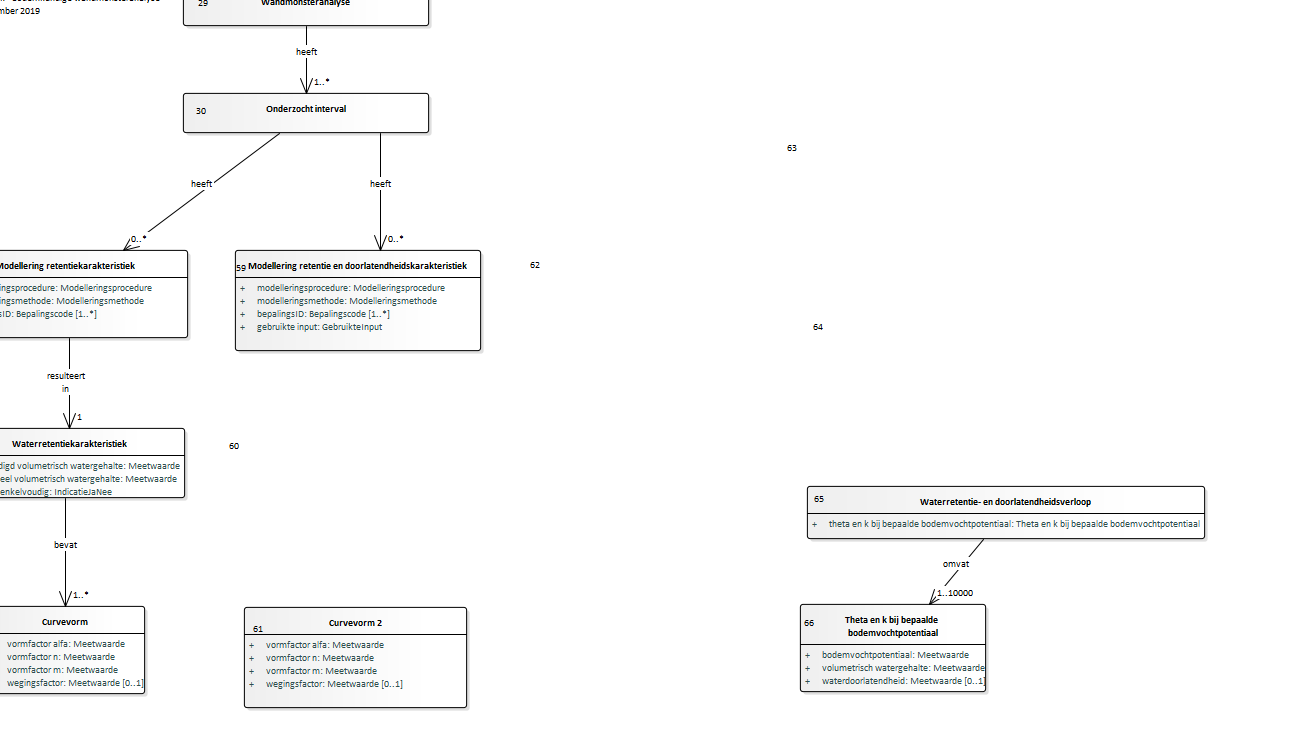 mber 2019
29
Wandmonsteranalyse
heeft
1..*
30
Onderzocht interval
63
heeft
heeft
0..*
0..*
Modellering retentiekarakteristiek
ingsprocedure: Modelleringsprocedure
ingsmethode: Modelleringsmethode
sID: Bepalingscode [1..*]
59 Modellering retentie en doorlatendheidskarakteristiek
+ modelleringsprocedure: Modelleringsprocedure
+ modelleringsmethode: Modelleringsmethode
+ bepalingsID: Bepalingscode [1..*]
+ gebruikte input: GebruikteInput
62
64
resulteert
in
1
Waterretentiekarakteristiek
digd volumetrisch watergehalte: Meetwaarde
eel volumetrisch watergehalte: Meetwaarde
enkelvoudig: IndicatieJaNee
60
65
Waterretentie- en doorlatendheidsverloop
+ theta en k bij bepaalde bodemvochtpotentiaal: Theta en k bij bepaalde bodemvochtpotentiaal
bevat
1..*
omvat
1..10000
Curvevorm
vormfactor alfa: Meetwaarde
vormfactor n: Meetwaarde
vormfactor m: Meetwaarde
wegingsfactor: Meetwaarde [0..1]
61
Curvevorm 2
+ vormfactor alfa: Meetwaarde
+ vormfactor n: Meetwaarde
+ vormfactor m: Meetwaarde
+ wegingsfactor: Meetwaarde [0..1]
66
Theta en k bij bepaalde
bodemvochtpotentiaal
+ bodemvochtpotentiaal: Meetwaarde
+ volumetrisch watergehalte: Meetwaarde
+ waterdoorlatendheid: Meetwaarde [0..1]